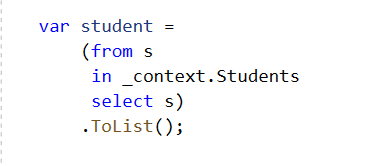 var student =
(from s
in _context.Students
select s)
.ToList();